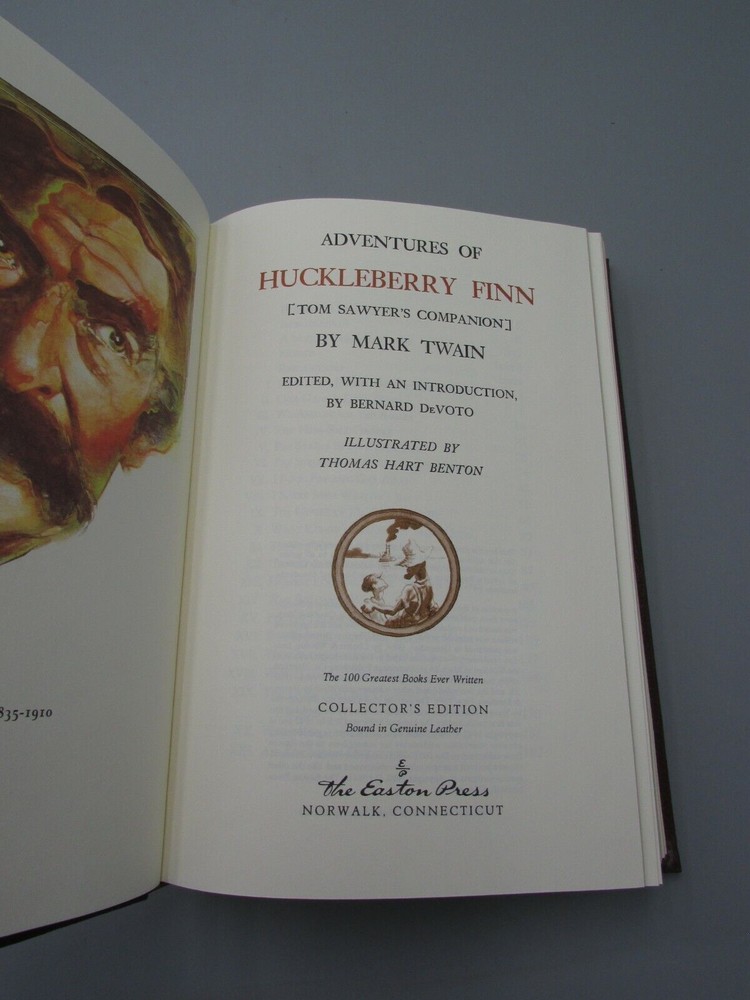 835-1910
ADVENTURES OF
HUCKLEBERRY FINN
[TOM SAWYER'S COMPANION]
BY MARK TWAIN
EDITED, WITH AN INTRODUCTION,
BY BERNARD DeVOTO
ILLUSTRATED BY
THOMAS HART BENTON
The 100 Greatest Books Ever Written
COLLECTOR'S EDITION
Bound in Genuine Leather
E
P
The Easton Press
NORWALK, CONNECTICUT